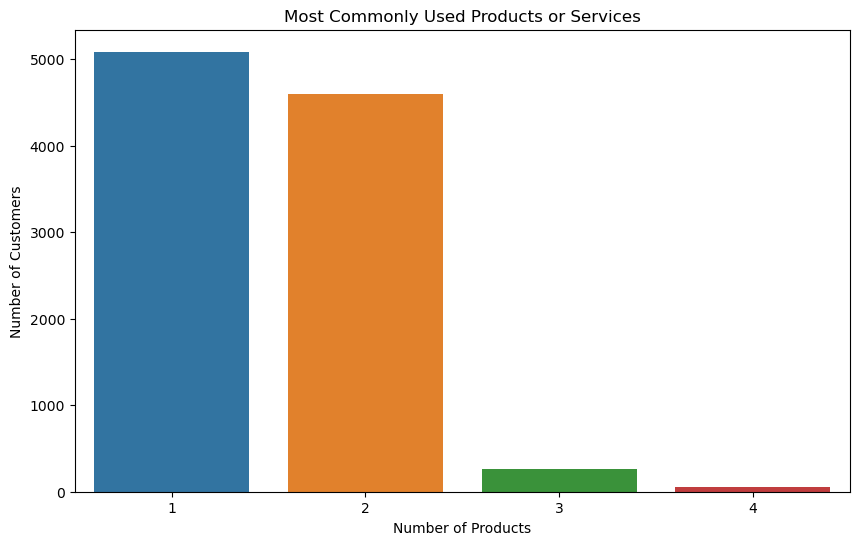 Most Commonly Used Products or Services
5000
4000
3000
2000
1000
0
Number of Customers
1 2 3 4
Number of Products